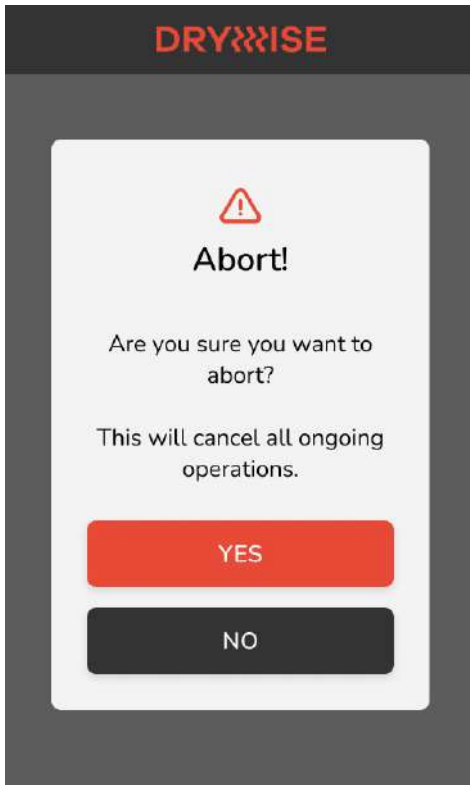 DRYWISE
Abort!
Are you sure you want to
abort?
This will cancel all ongoing
operations.
YES
NO